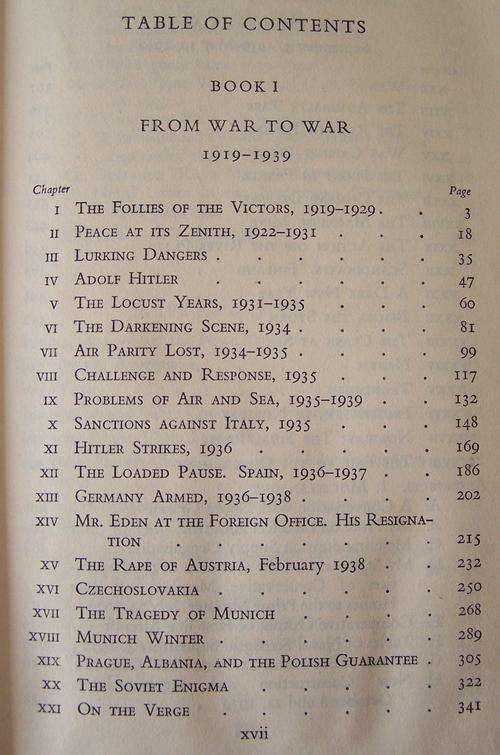 TABLE OF CONTENTS
BOOK I
FROM WAR TO WAR
1919–1939
Chapter Page
I THE FOLLIES OF THE VICTORS, 1919–1929 . . 3
II PEACE AT ITS ZENITH, 1922–1931 . . . 18
III LURKING DANGERS . . . . . . 35
IV ADOLF HITLER . . . . . . 47
V THE LOCUST YEARS, 1931–1935 . . . 60
VI THE DARKENING SCENE, 1934 . . . . 81
VII AIR PARITY LOST, 1934–1935 . . . . 99
VIII CHALLENGE AND RESPONSE, 1935 . . . 117
IX PROBLEMS OF AIR AND SEA, 1935–1939 . . 132
X SANCTIONS AGAINST ITALY, 1935 . . . 148
XI HITLER STRIKES, 1936 . . . . . 169
XII THE LOADED PAUSE. SPAIN, 1936–1937 . . 186
XIII GERMANY ARMED, 1936–1938 . . . . 202
XIV MR. EDEN AT THE FOREIGN OFFICE. HIS RESIGNA-
TION . . . . . . . 215
XV THE RAPE OF AUSTRIA, February 1938 . . 232
XVI CZECHOSLOVAKIA . . . . . . 250
XVII THE TRAGEDY OF MUNICH . . . . 268
XVIII MUNICH WINTER . . . . . . 289
XIX PRAGUE, ALBANIA, AND THE POLISH GUARANTEE . 305
XX THE SOVIET ENIGMA . . . . . 322
XXI ON THE VERGE . . . . . . 341
xvii